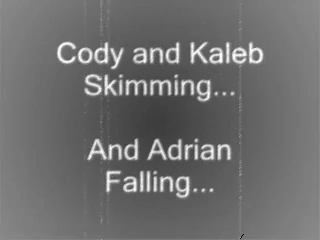 Cody and Kaleb
Skimming...
And Adrian
Falling...